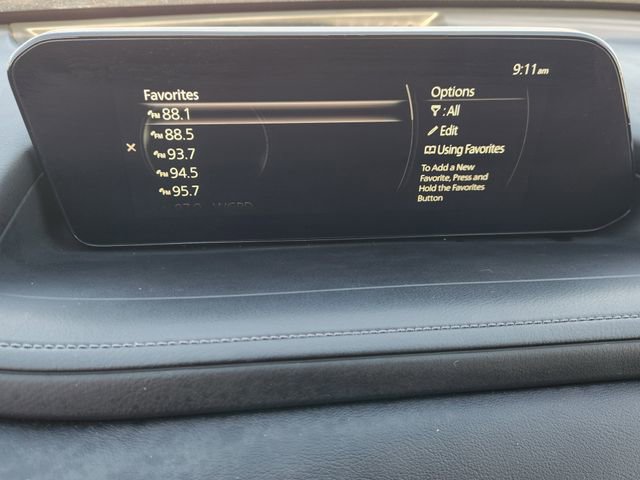 9:11am
Favorites
FM 88.1
FM 88.5
FM 93.7
FM 94.5
FM 95.7
Options
: All
Edit
Using Favorites
To Add a New
Favorite, Press and
Hold the Favorites
Button